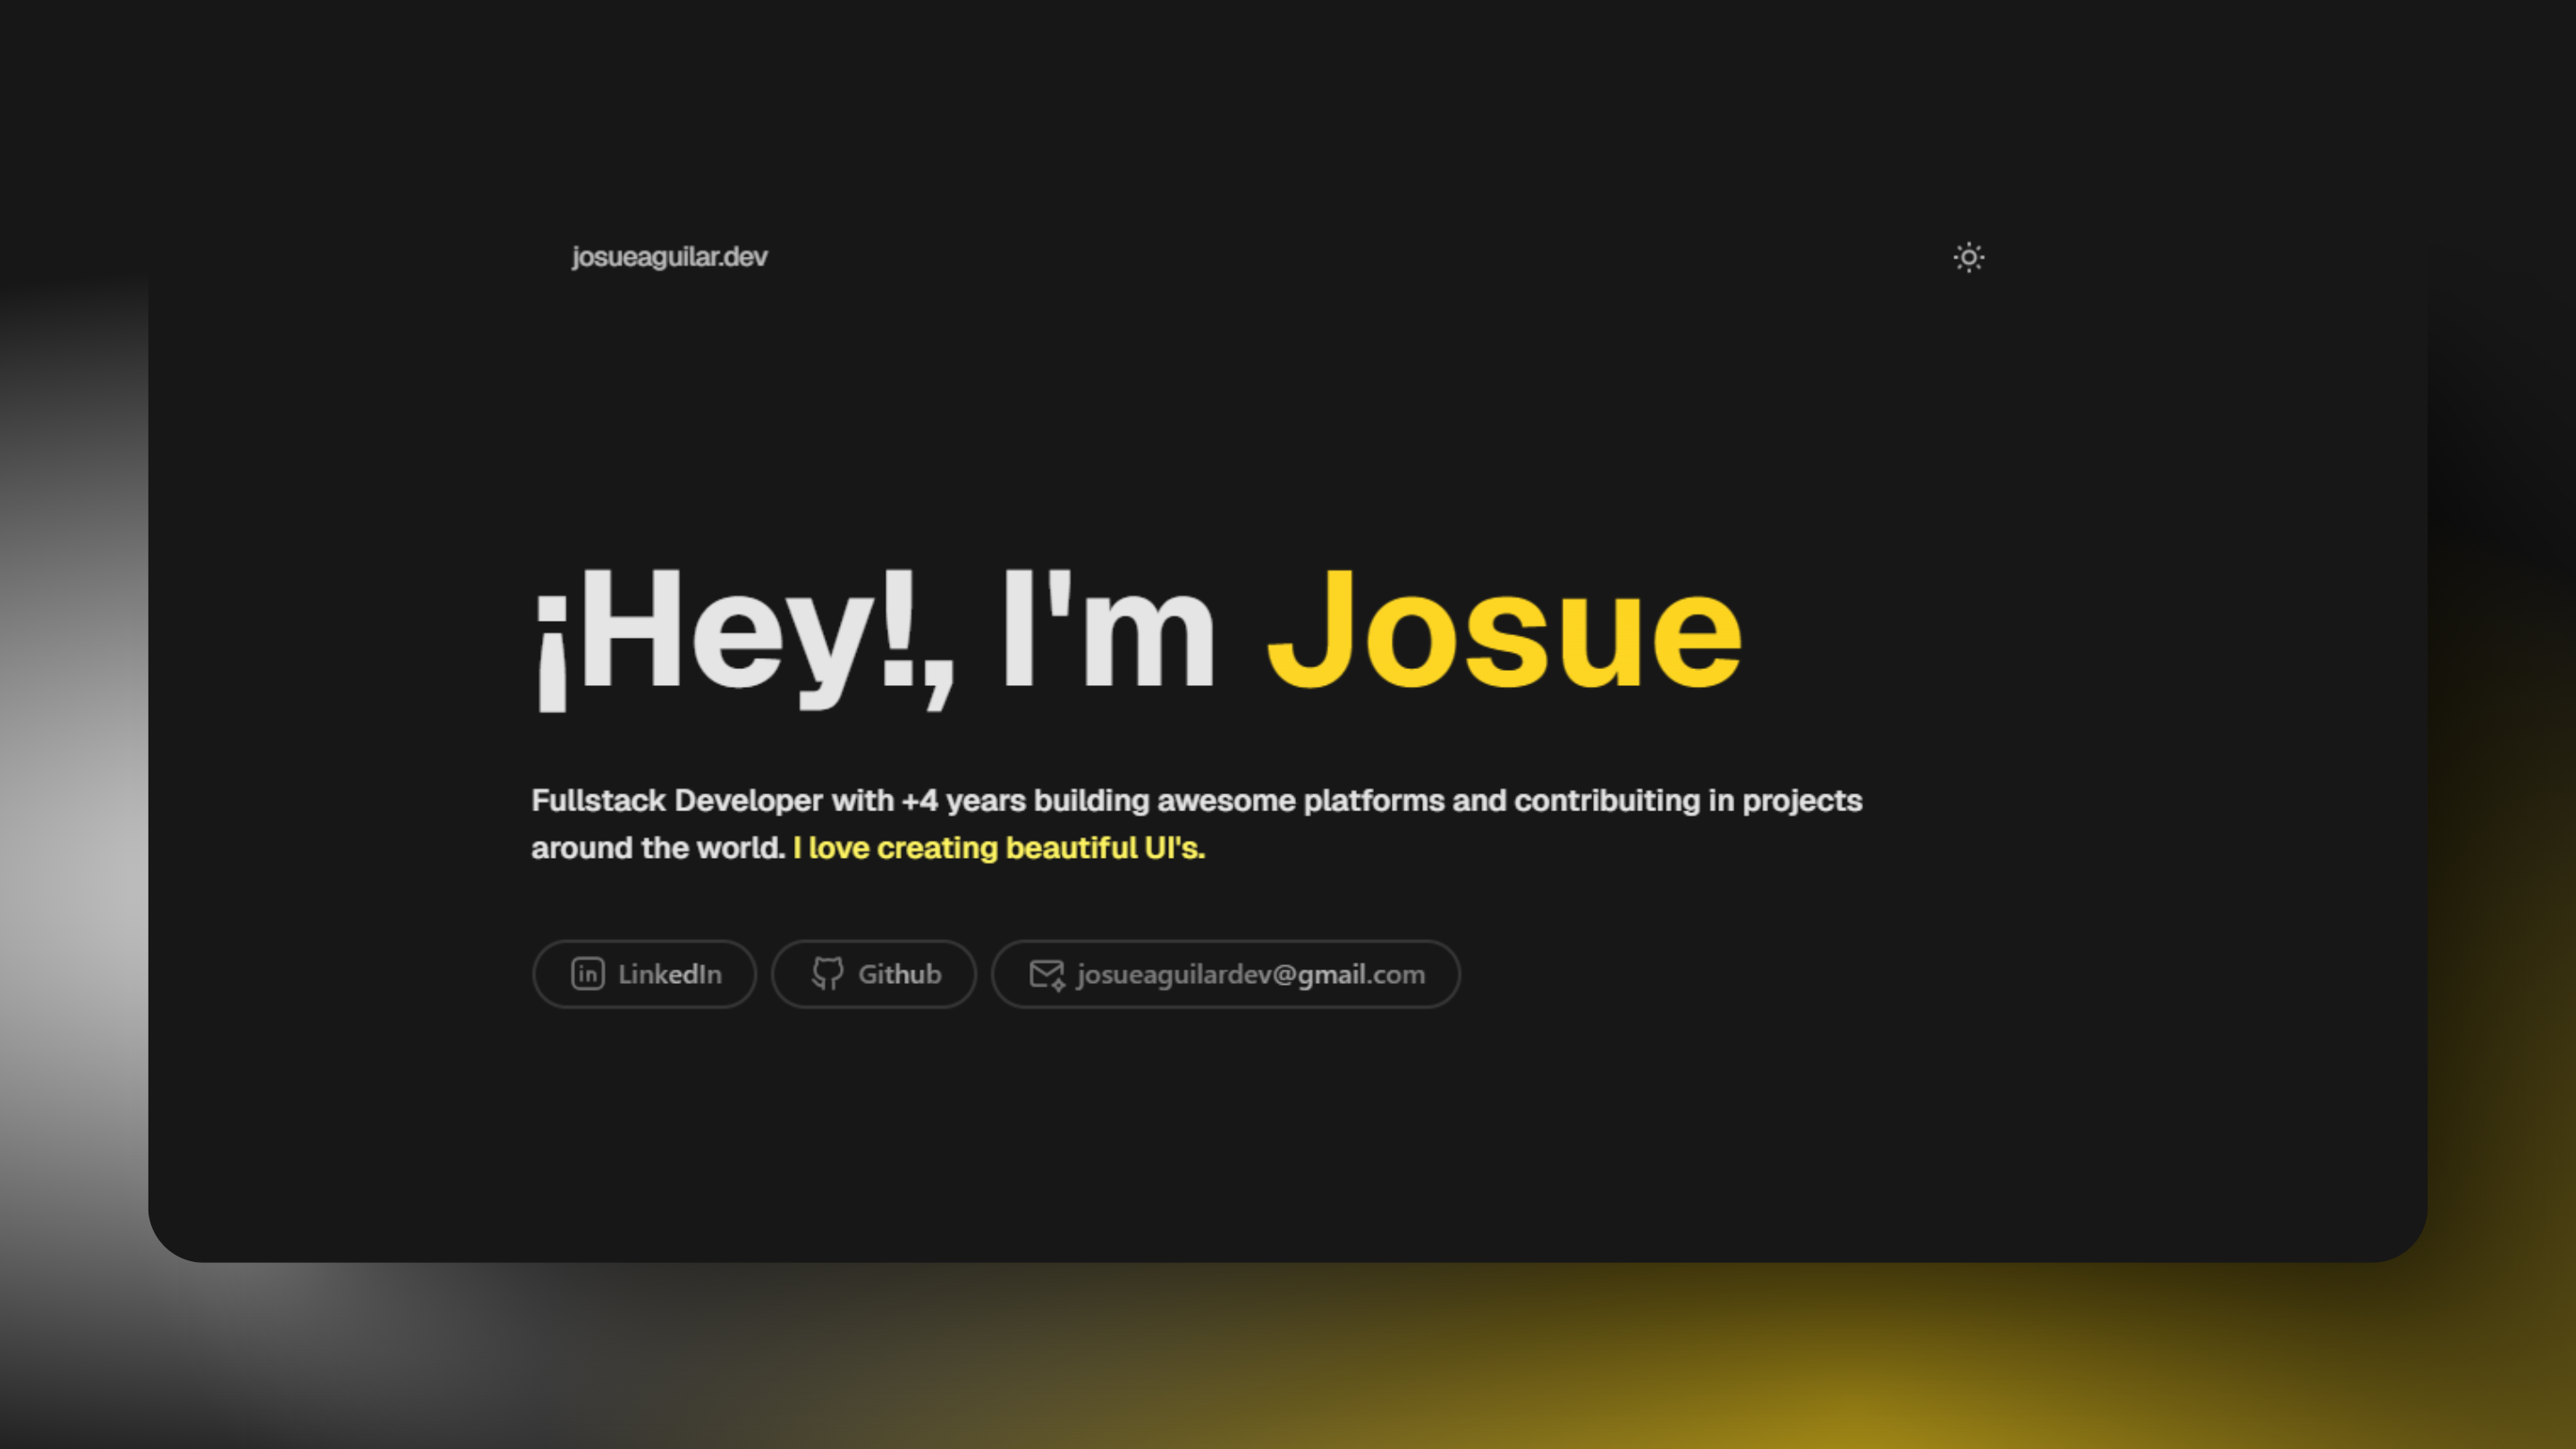 josueaguilar.dev
¡Hey!, I'm Josue
Fullstack Developer with +4 years building awesome platforms and contribuiting in projects
around the world. I love creating beautiful UI's.
LinkedIn
Github
josueaguilardev@gmail.com